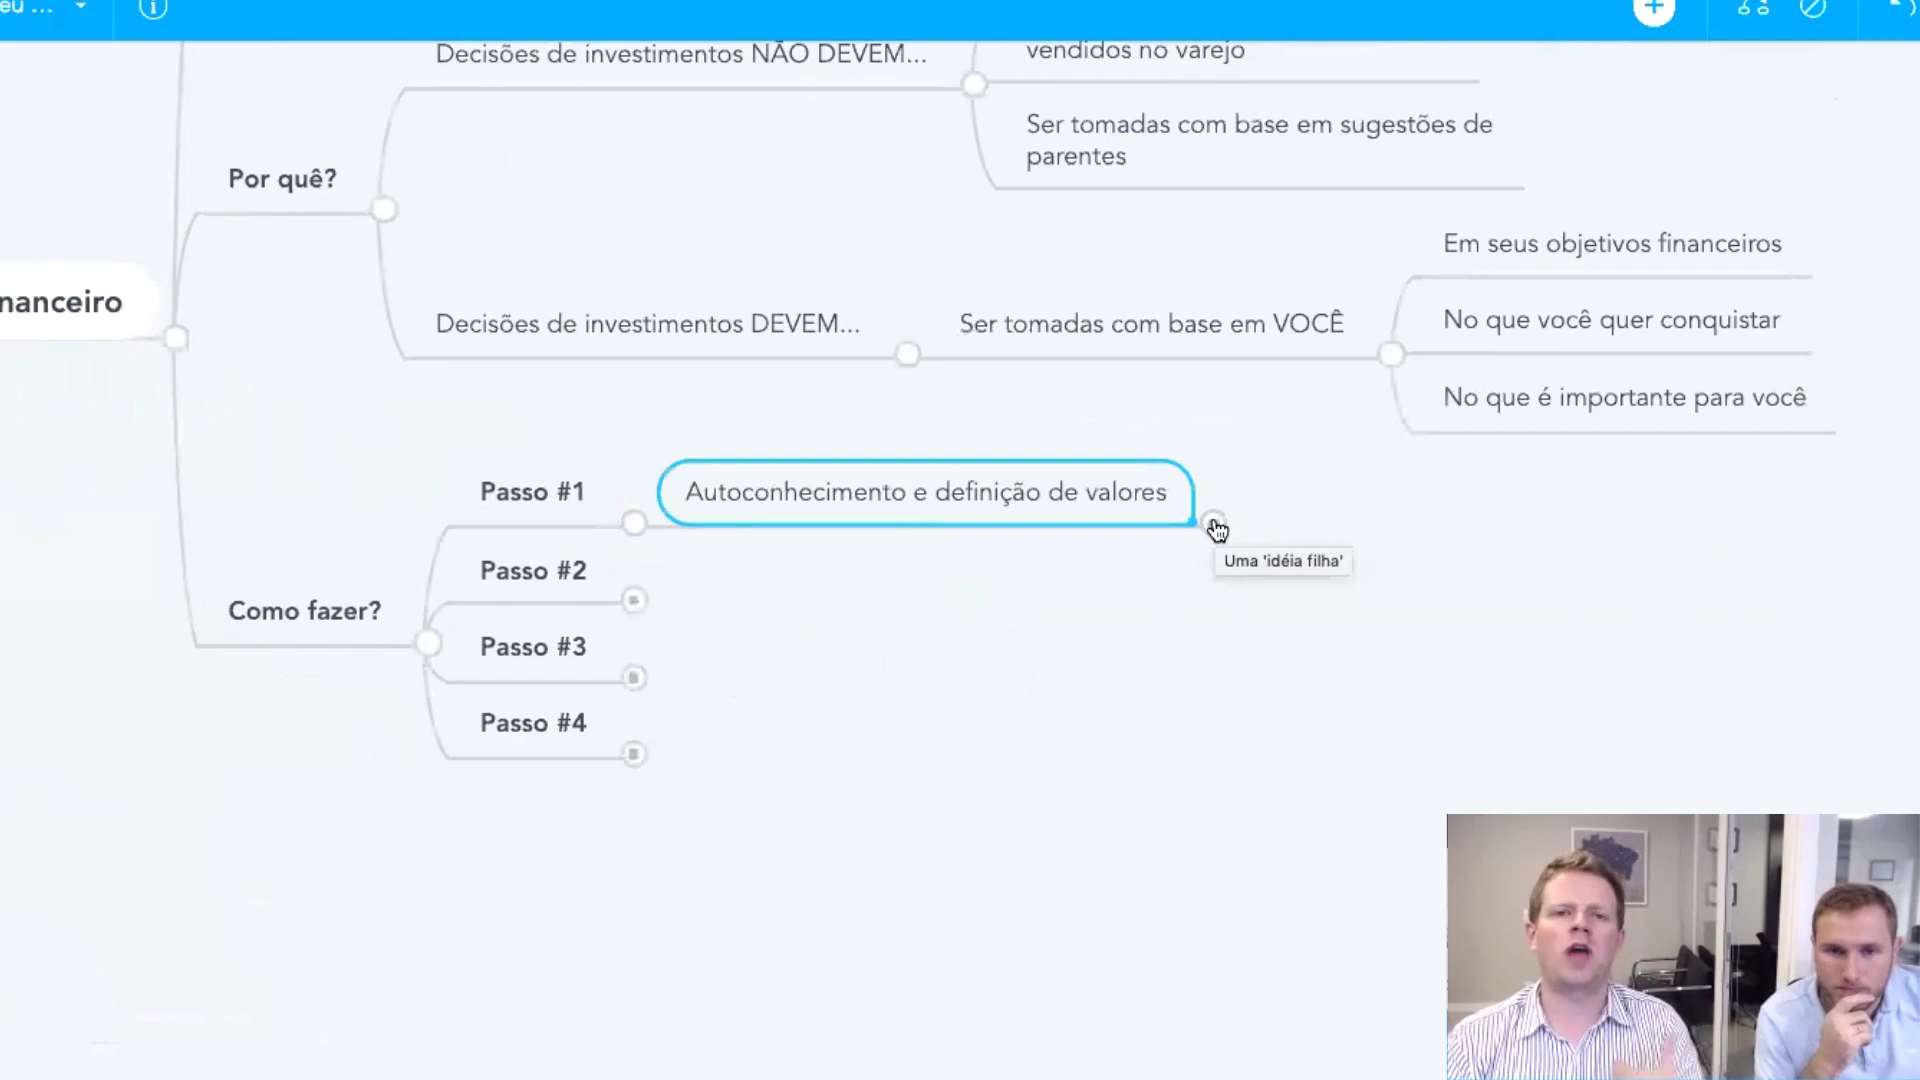 eu ...
Decisões de investimentos NÃO DEVEM...
vendidos no varejo
Ser tomadas com base em sugestões de
parentes
Por quê?
Em seus objetivos financeiros
nanceiro
Decisões de investimentos DEVEM...
Ser tomadas com base em VOCÊ
No que você quer conquistar
No que é importante para você
Passo #1
Autoconhecimento e definição de valores
Uma 'idéia filha'
Passo #2
Como fazer?
Passo #3
Passo #4